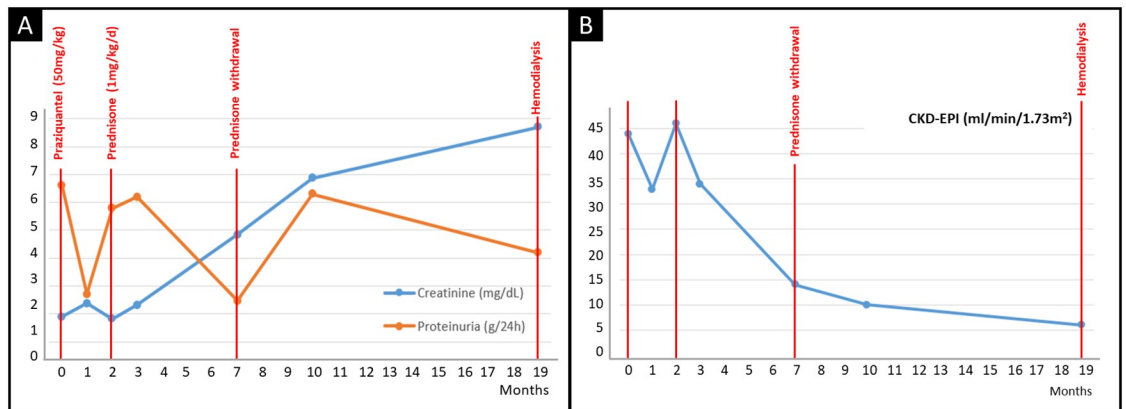 A
Praziquantel (50mg/kg)
Prednisone (1mg/kg/d)
Prednisone withdrawal
Hemodialysis
9
8
7
6
5
4
3
2
1
0
Creatinine (mg/dL)
Proteinuria (g/24h)
0 1 2 3 4 5 6 7 8 9 10 11 12 13 14 15 16 17 18 19
Months
B
Prednisone withdrawal
Hemodialysis
CKD-EPI (ml/min/1.73m²)
45
40
35
30
25
20
15
10
5
0
0 1 2 3 4 5 6 7 8 9 10 11 12 13 14 15 16 17 18 19
Months